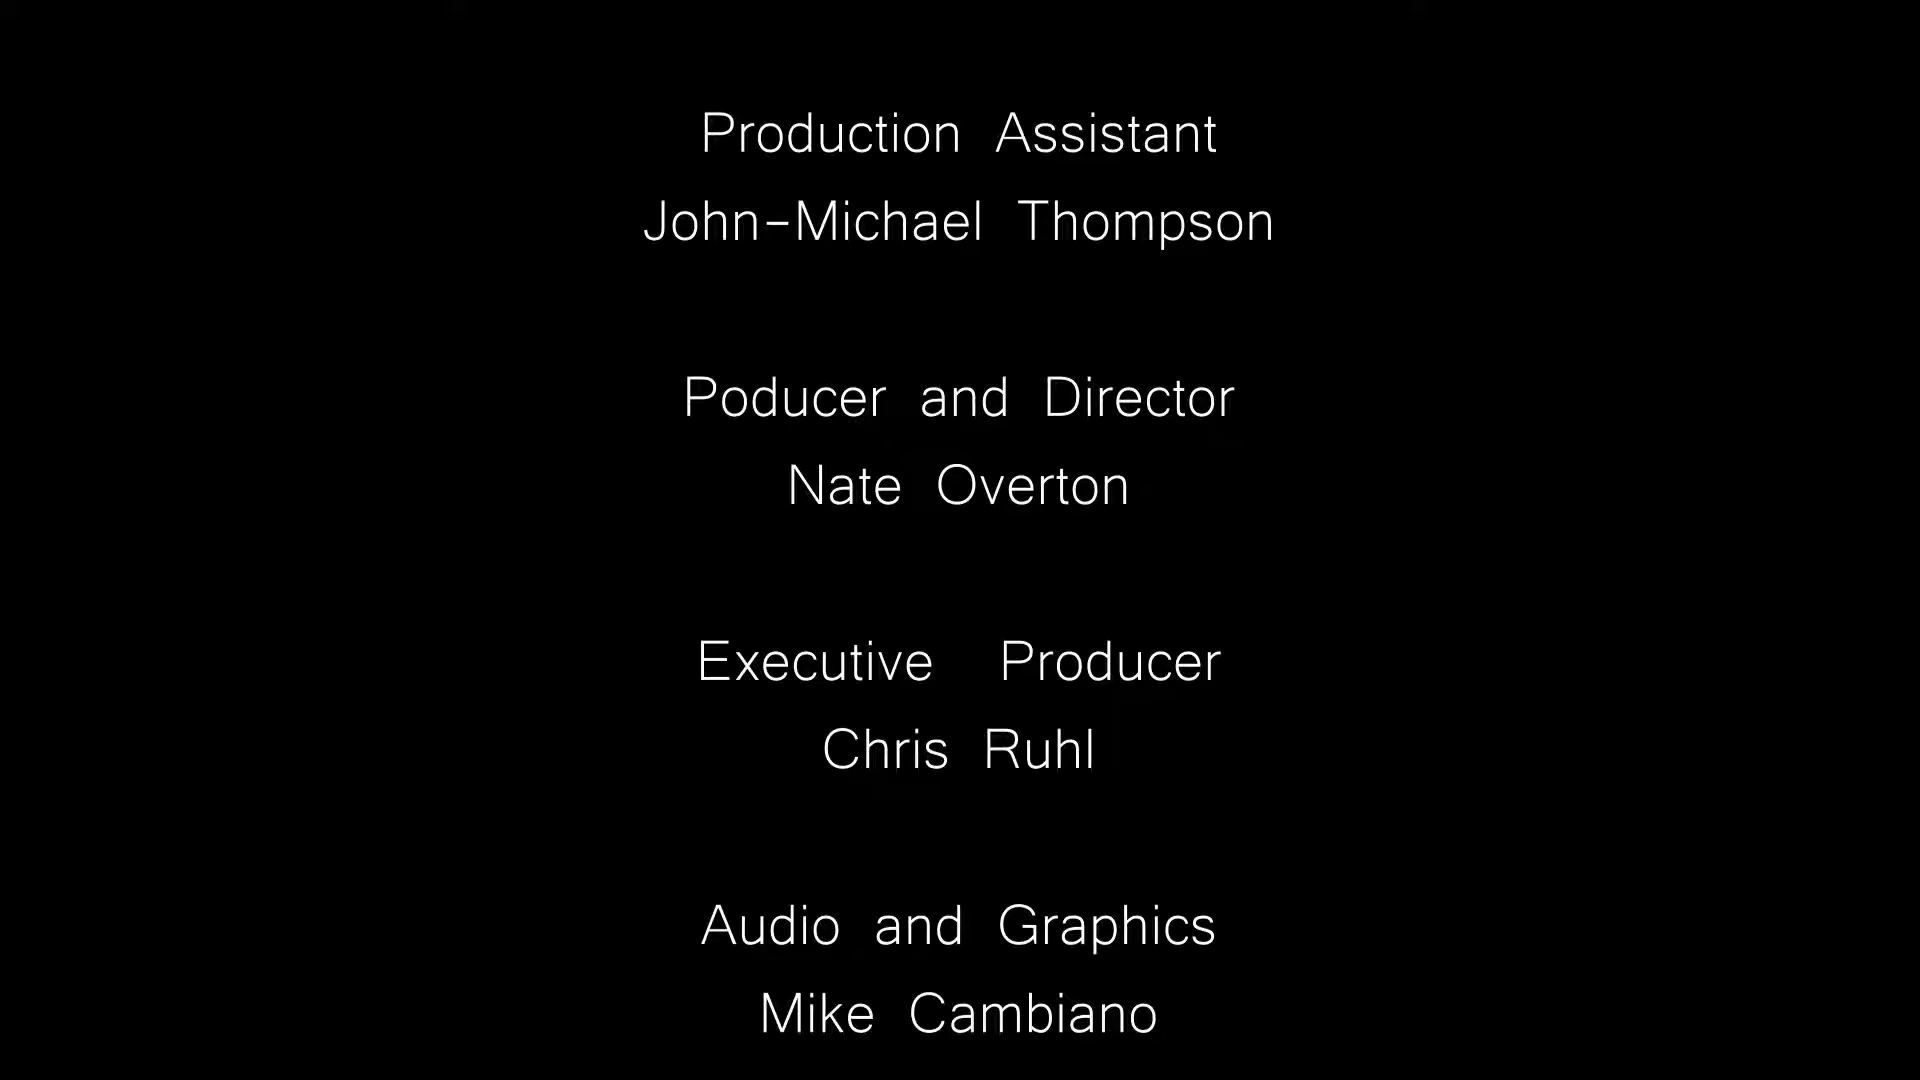 Production Assistant
John-Michael Thompson
Poducer and Director
Nate Overton
Executive Producer
Chris Ruhl
Audio and Graphics
Mike Cambiano